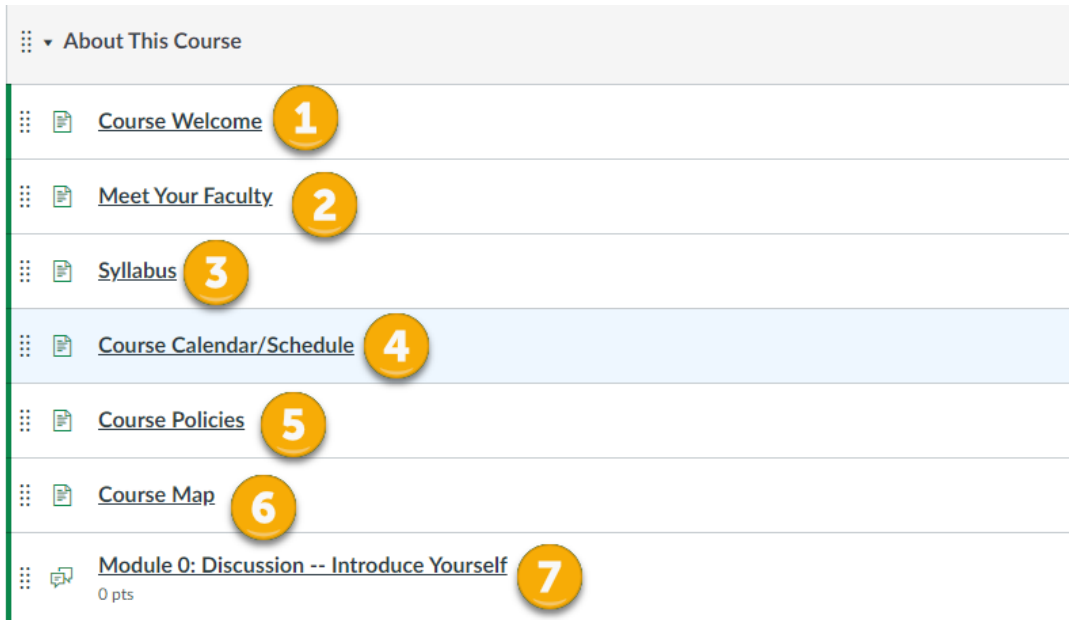 About This Course
Course Welcome 1
Meet Your Faculty 2
Syllabus 3
Course Calendar/Schedule 4
Course Policies 5
Course Map 6
Module 0: Discussion -- Introduce Yourself 7
0 pts